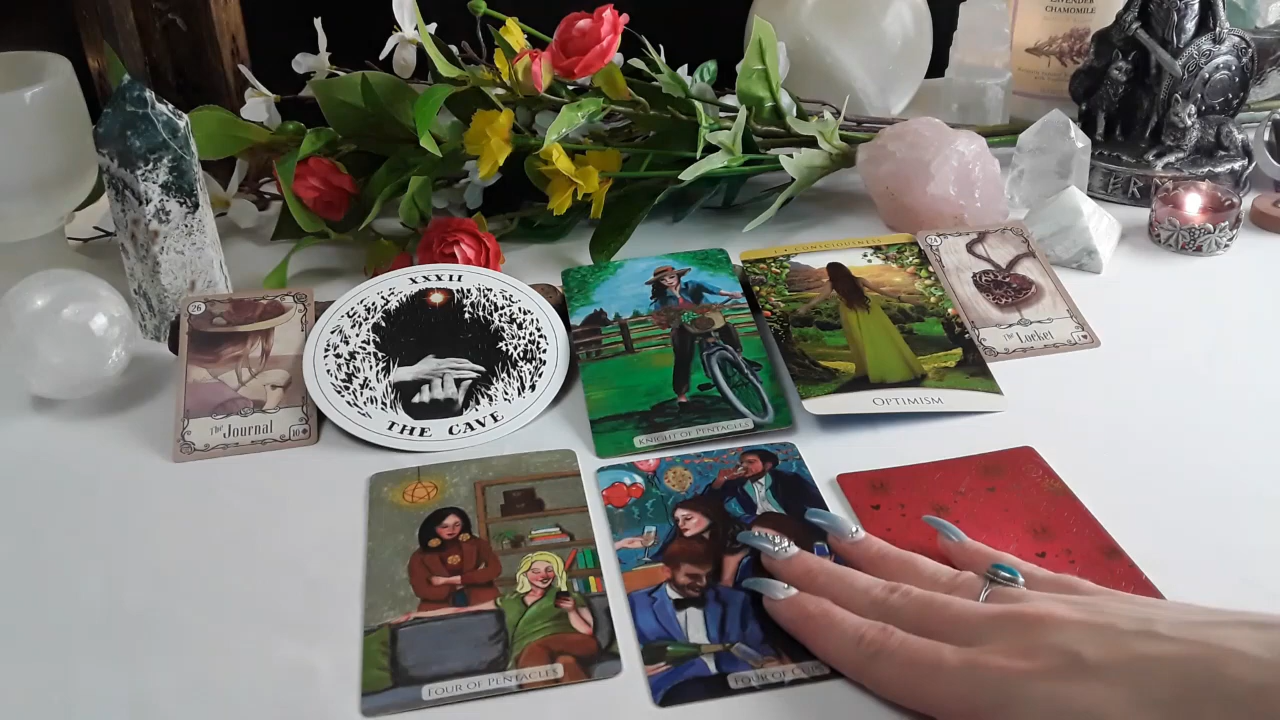 LAVENDER
CHAMOMILE
26
The Journal
10
XXXII
THE CAVE
KNIGHT OF PENTACLES
I • CONSCIOUSNESS
OPTIMISM
24
The Locket
FOUR OF PENTACLES
FOUR OF CUPS